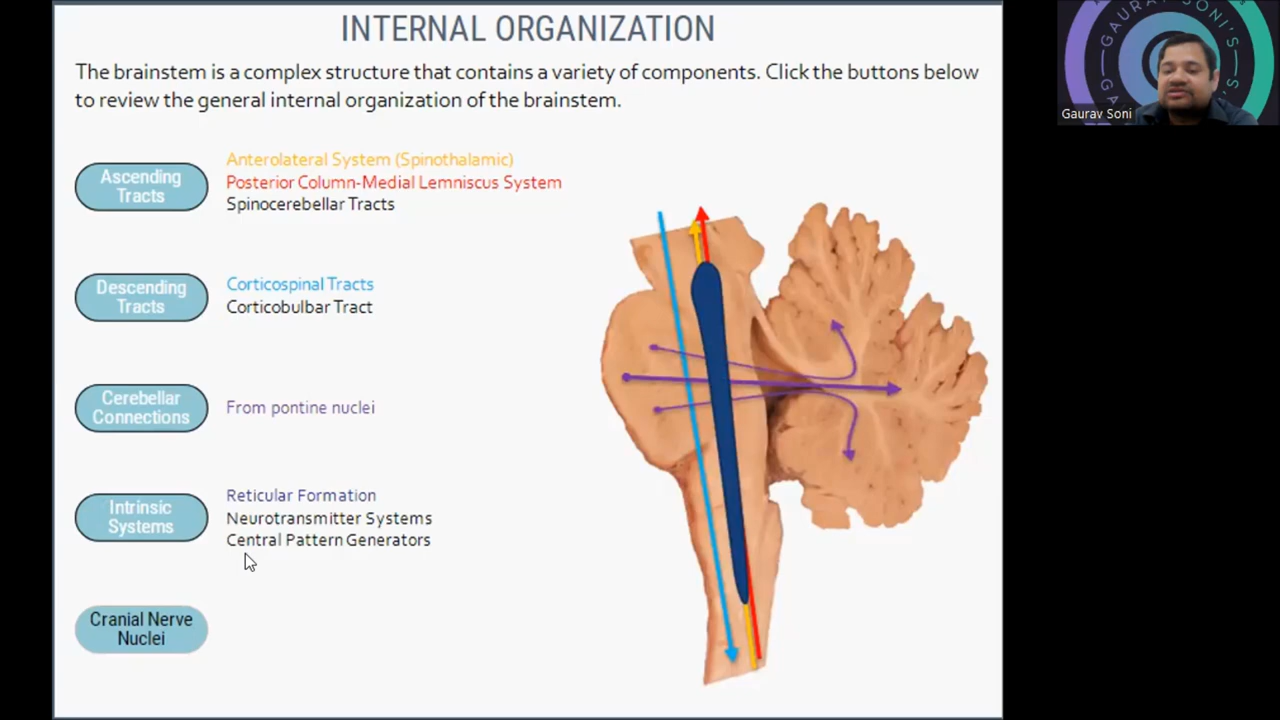 INTERNAL ORGANIZATION
The brainstem is a complex structure that contains a variety of components. Click the buttons below
to review the general internal organization of the brainstem.
Ascending
Tracts
Anterolateral System (Spinothalamic)
Posterior Column-Medial Lemniscus System
Spinocerebellar Tracts
Descending
Tracts
Corticospinal Tracts
Corticobulbar Tract
Cerebellar
Connections
From pontine nuclei
Intrinsic
Systems
Reticular Formation
Neurotransmitter Systems
Central Pattern Generators
Cranial Nerve
Nuclei
GAURAV SONI'S
Gaurav Soni